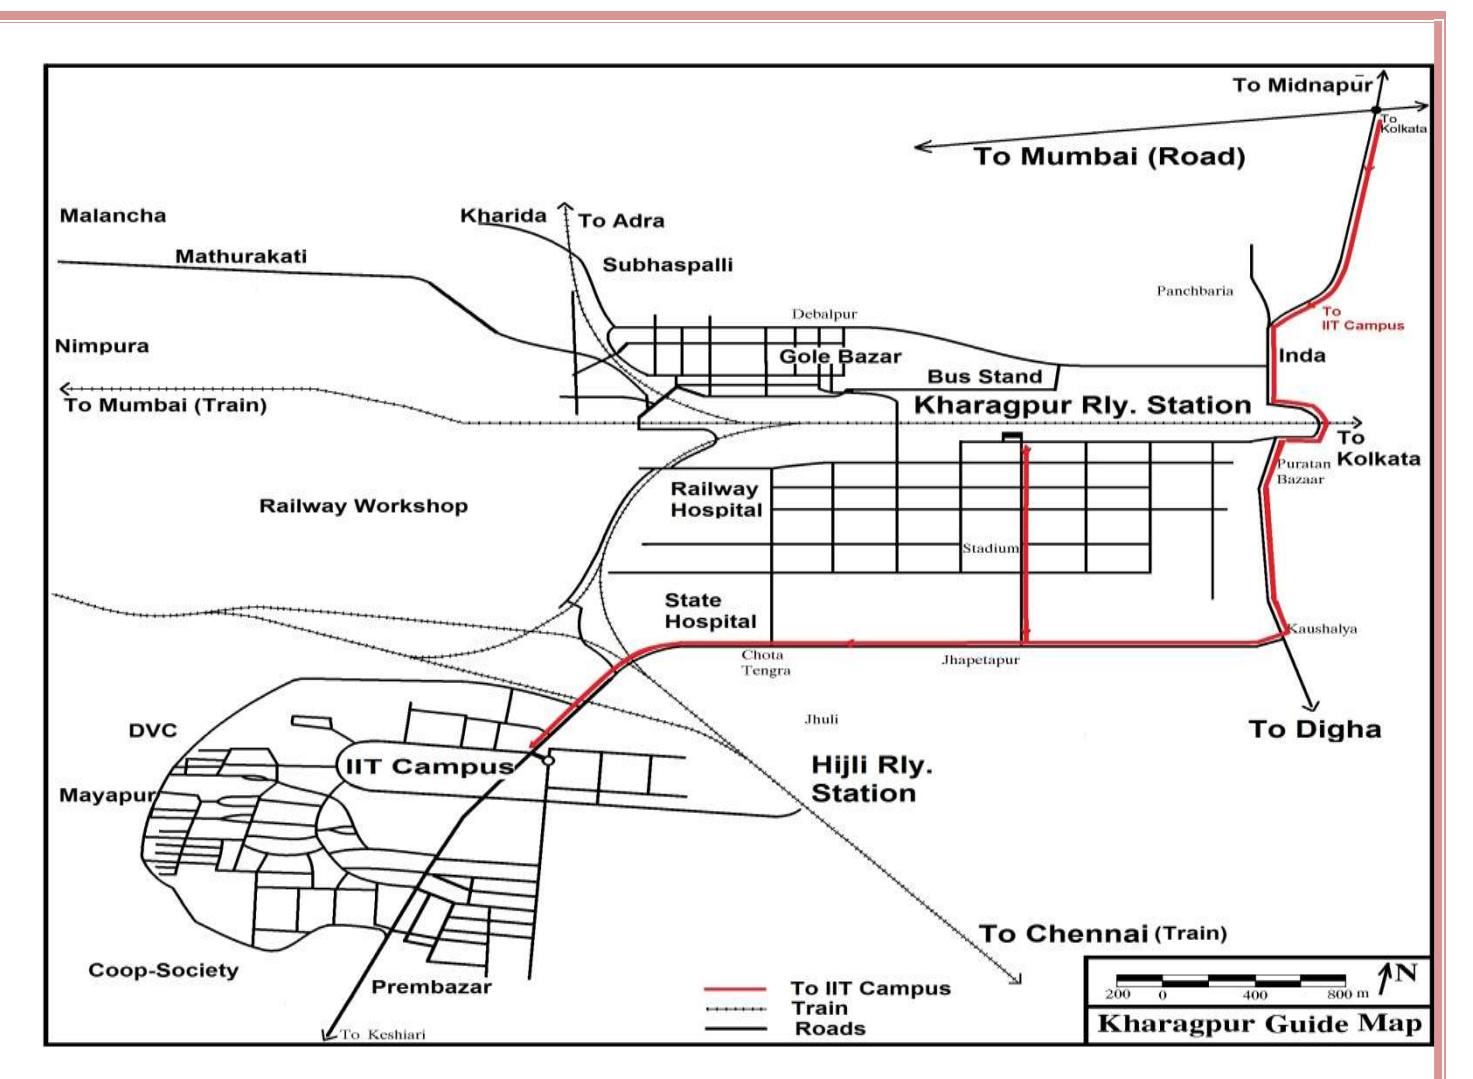 To Midnapur
To
Kolkata
To Mumbai (Road)
Malancha
Kharida
To Adra
Mathurakati
Subhaspalli
Panchbaria
Debalpur
To
IIT Campus
Nimpura
Gole Bazar
Inda
Bus Stand
To Mumbai (Train)
Kharagpur Rly. Station
To
Kolkata
Puratan
Bazaar
Railway Workshop
Railway
Hospital
Stadium
State
Hospital
Kaushalya
Chota
Tengra
Jhapetapur
Jhuli
DVC
To Digha
IIT Campus
Hijli Rly.
Station
Mayapur
To Chennai (Train)
Coop-Society
Prembazar
To IIT Campus
Train
Roads
To Keshiari
N
200 0 400 800 m
Kharagpur Guide Map